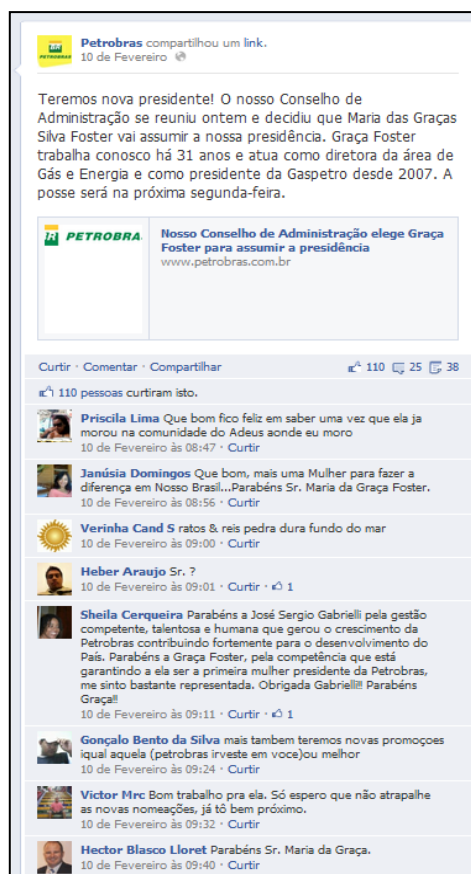 Petrobras compartilhou um link.
10 de Fevereiro
PETROBRAS
Teremos nova presidente! O nosso Conselho de
Administração se reuniu ontem e decidiu que Maria das Graças
Silva Foster vai assumir a nossa presidência. Graça Foster
trabalha conosco há 31 anos e atua como diretora da área de
Gás e Energia e como presidente da Gaspetro desde 2007. A
posse será na próxima segunda-feira.
PETROBRA
Nosso Conselho de Administração elege Graça
Foster para assumir a presidência
www.petrobras.com.br
Curtir · Comentar · Compartilhar 110 25 38
110 pessoas curtiram isto.
Priscila Lima Que bom fico feliz em saber uma vez que ela ja
morou na comunidade do Adeus aonde eu moro
10 de Fevereiro às 08:47 · Curtir
Janúsia Domingos Que bom, mais uma Mulher para fazer a
diferença em Nosso Brasil...Parabéns Sr. Maria da Graça Foster.
10 de Fevereiro às 08:56 · Curtir
Verinha Cand S ratos & reis pedra dura fundo do mar
10 de Fevereiro às 09:00 · Curtir
Heber Araujo Sr. ?
10 de Fevereiro às 09:01 · Curtir · 1
Sheila Cerqueira Parabéns a José Sergio Gabrielli pela gestão
competente, talentosa e humana que gerou o crescimento da
Petrobras contribuindo fortemente para o desenvolvimento do
País. Parabéns a Graça Foster, pela competência que está
garantindo a ela ser a primeira mulher presidente da Petrobras,
me sinto bastante representada. Obrigada Gabrielli!! Parabéns
Graça!!
10 de Fevereiro às 09:11 · Curtir · 1
Gonçalo Bento da Silva mais tambem teremos novas promoçoes
igual aquela (petrobras investe em voce)ou melhor
10 de Fevereiro às 09:24 · Curtir
Victor Mrc Bom trabalho pra ela. Só espero que não atrapalhe
as novas nomeações, já tô bem próximo.
10 de Fevereiro às 09:32 · Curtir
Hector Blasco Lloret Parabéns Sr. Maria da Graça.
10 de Fevereiro às 09:40 · Curtir